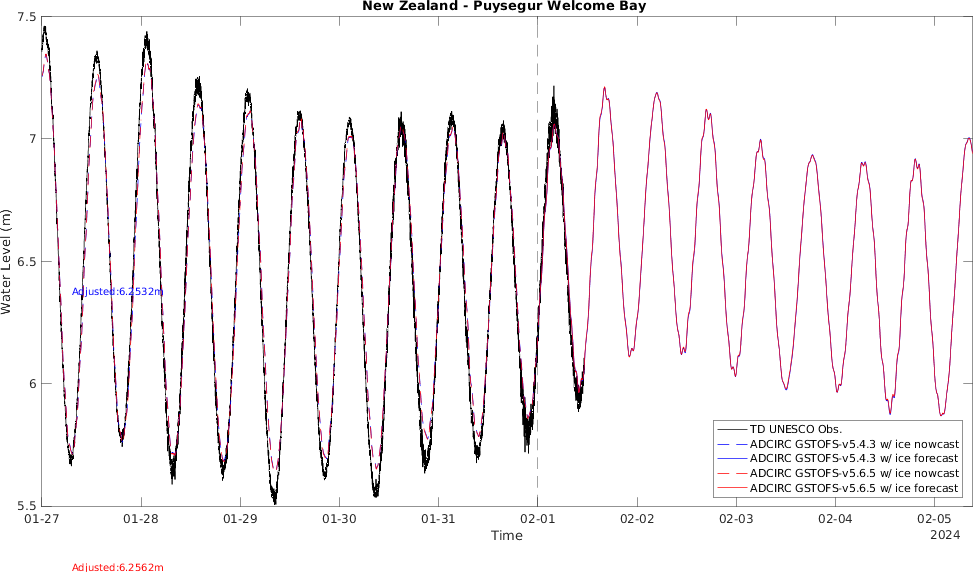 New Zealand - Puysegur Welcome Bay
7.5
7
6.5
6
5.5
Water Level (m)
Adjusted:6.2532m
TD UNESCO Obs.
ADCIRC GSTOFS-v5.4.3 w/ ice nowcast
ADCIRC GSTOFS-v5.4.3 w/ ice forecast
ADCIRC GSTOFS-v5.6.5 w/ ice nowcast
ADCIRC GSTOFS-v5.6.5 w/ ice forecast
01-27 01-28 01-29 01-30 01-31 02-01 02-02 02-03 02-04 02-05
Time
2024
Adjusted:6.2562m